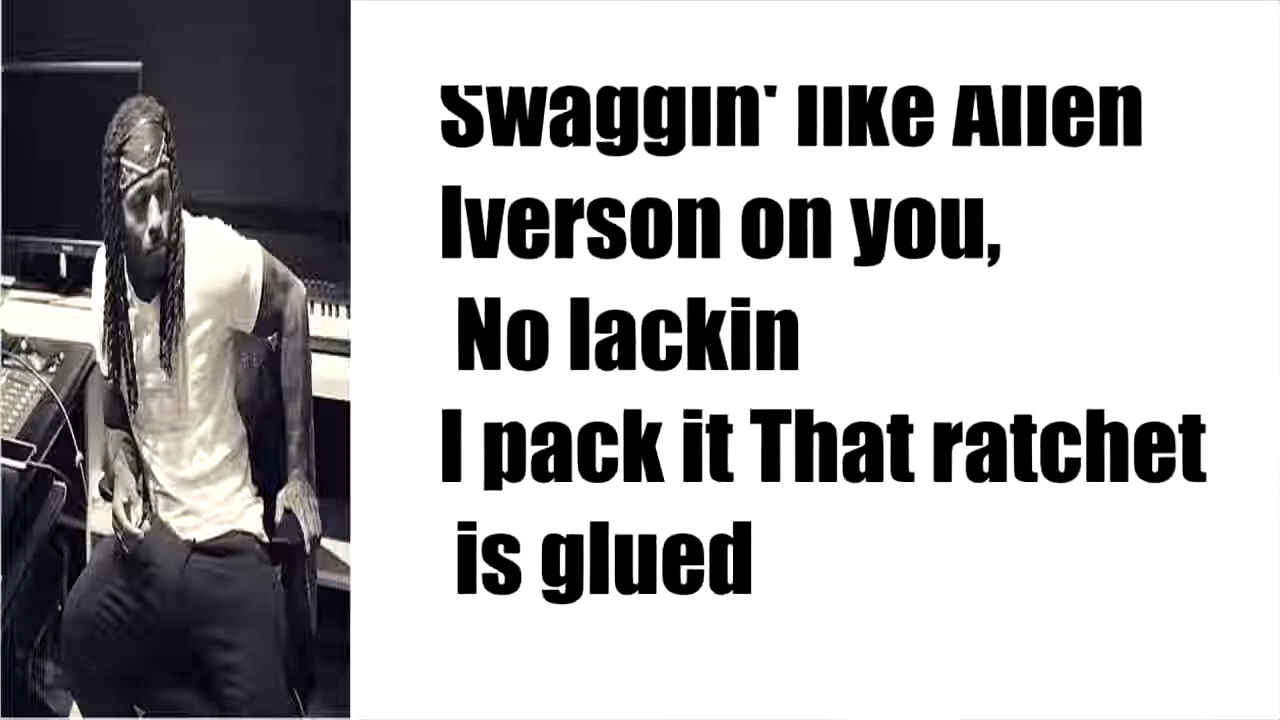 Swaggin' like Allen
Iverson on you,
No lackin
I pack it That ratchet
is glued